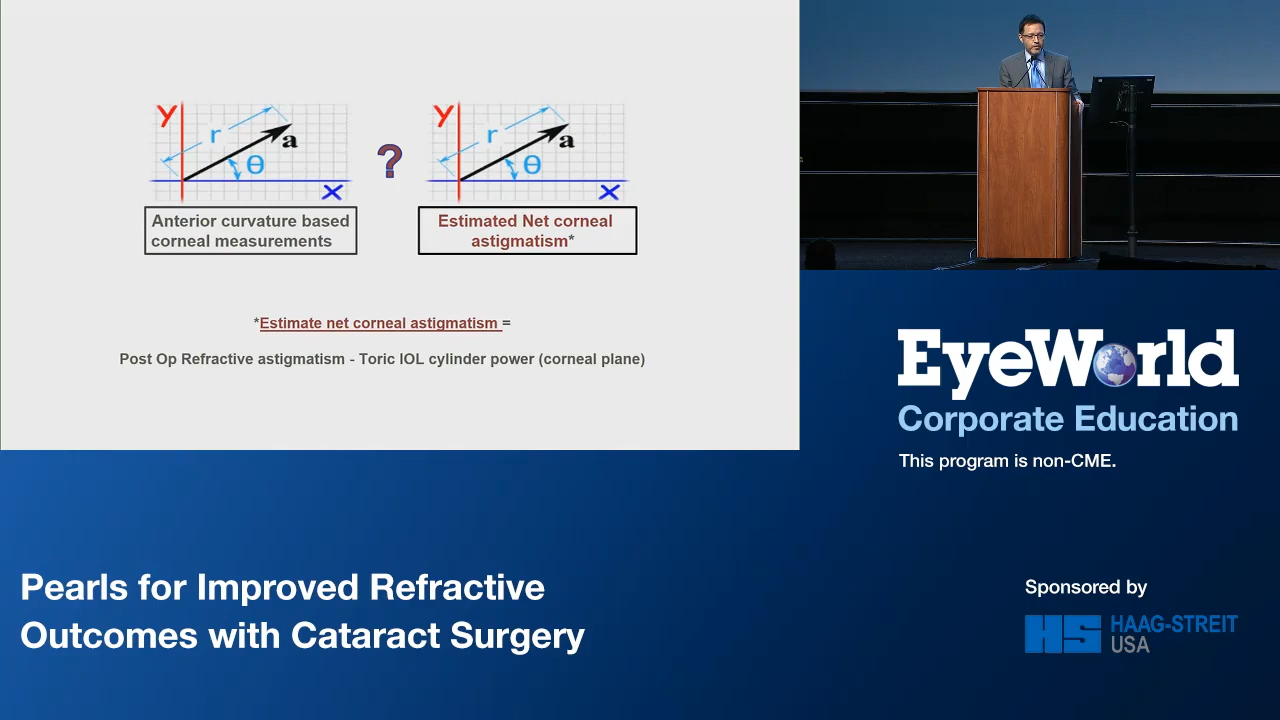 Y
r
a
θ
X
?
Y
r
a
θ
X
Anterior curvature based
corneal measurements
Estimated Net corneal
astigmatism*
*Estimate net corneal astigmatism =
Post Op Refractive astigmatism - Toric IOL cylinder power (corneal plane)
EyeWorld
Corporate Education
This program is non-CME.
Pearls for Improved Refractive
Outcomes with Cataract Surgery
Sponsored by
HS HAAG-STREIT
USA